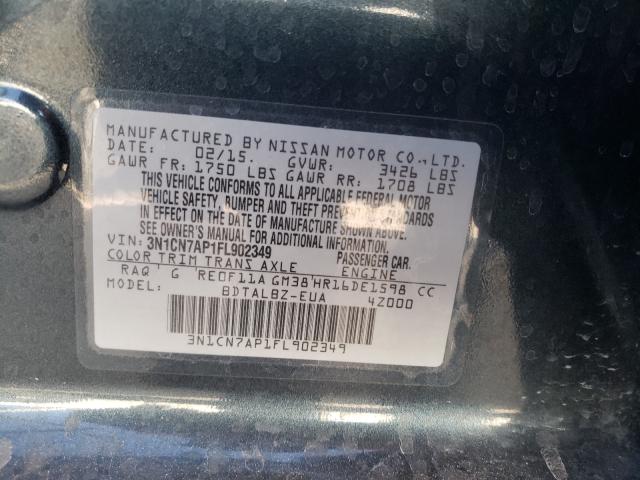 MANUFACTURED BY NISSAN MOTOR CO.,LTD.
DATE: 02/15. GVWR: 3426 LBS
GAWR FR: 1750 LBS GAWR RR: 1708 LBS
THIS VEHICLE CONFORMS TO ALL APPLICABLE FEDERAL MOTOR
VEHICLE SAFETY, BUMPER AND THEFT PREVENTION STANDARDS
IN EFFECT ON THE DATE OF MANUFACTURE SHOWN ABOVE.
SEE OWNER'S MANUAL FOR ADDITIONAL INFORMATION.
VIN: 3N1CN7AP1FL902349 PASSENGER CAR.
COLOR TRIM TRANS AXLE ENGINE
RAQ' G RE0F11A GM38'HR16DE1598 CC
BDTALBZ-EUA 4Z000
3N1CN7AP1FL902349